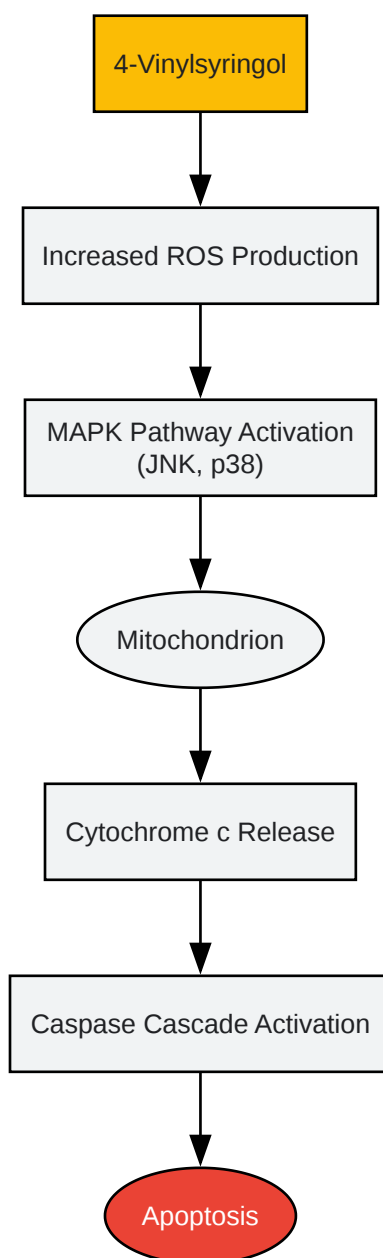 4-Vinylsyringol
Increased ROS Production
MAPK Pathway Activation
(JNK, p38)
Mitochondrion
Cytochrome c Release
Caspase Cascade Activation
Apoptosis